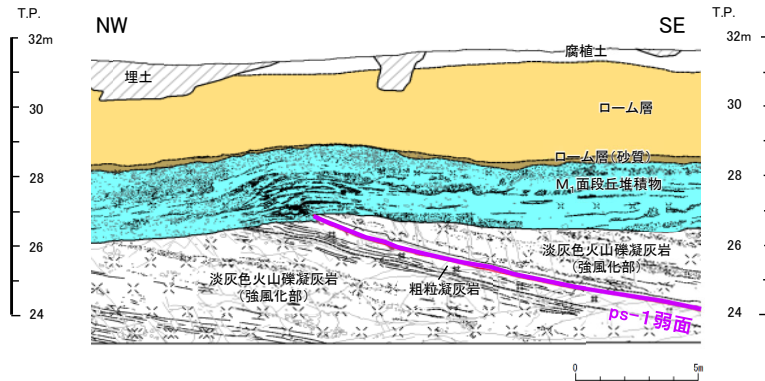 T.P.
T.P.
NW
SE
32m
32m
腐植土
埋土
ローム層
30
30
ローム層(砂質)
28
28
M₁面段丘堆積物
26
26
淡灰色火山礫凝灰岩
(強風化部)
淡灰色火山礫凝灰岩
(強風化部)
粗粒凝灰岩
24
24
ps-1弱面
0
5m